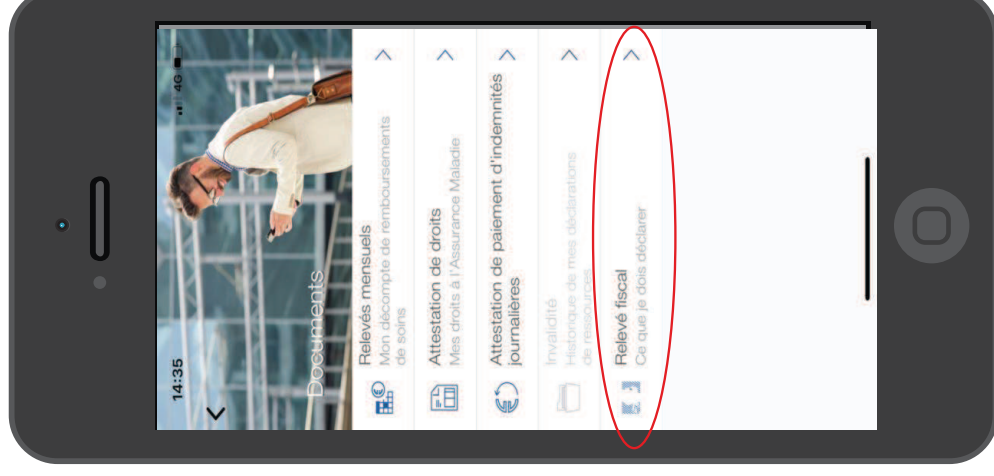 14:35
4G
Documents
Relevés mensuels
Mon décompte de remboursements
de soins
Attestation de droits
Mes droits à l'Assurance Maladie
Attestation de paiement d'indemnités
journalières
Invalidité
Historique de mes déclarations
de ressources
Relevé fiscal
Ce que je dois déclarer